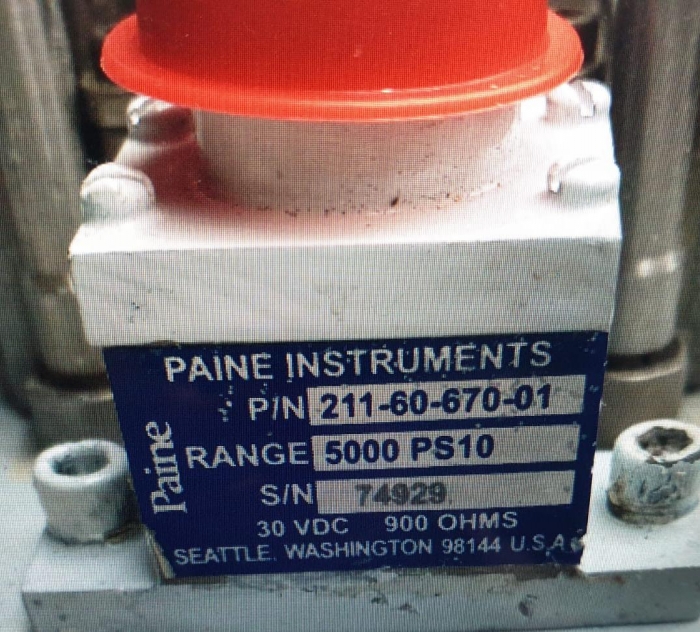 PAINE INSTRUMENTS
P/N 211-60-670-01
Paine
RANGE 5000 PS10
S/N 74929
30 VDC 900 OHMS
SEATTLE, WASHINGTON 98144 U.S.A.